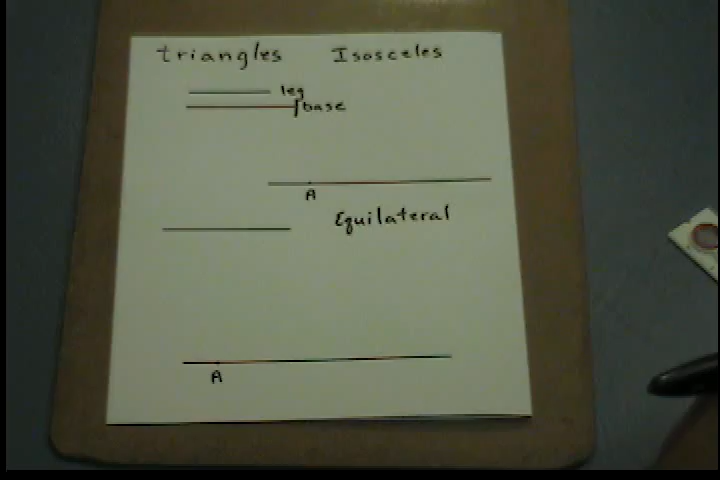 triangles Isosceles
leg
base
A
Equilateral
A